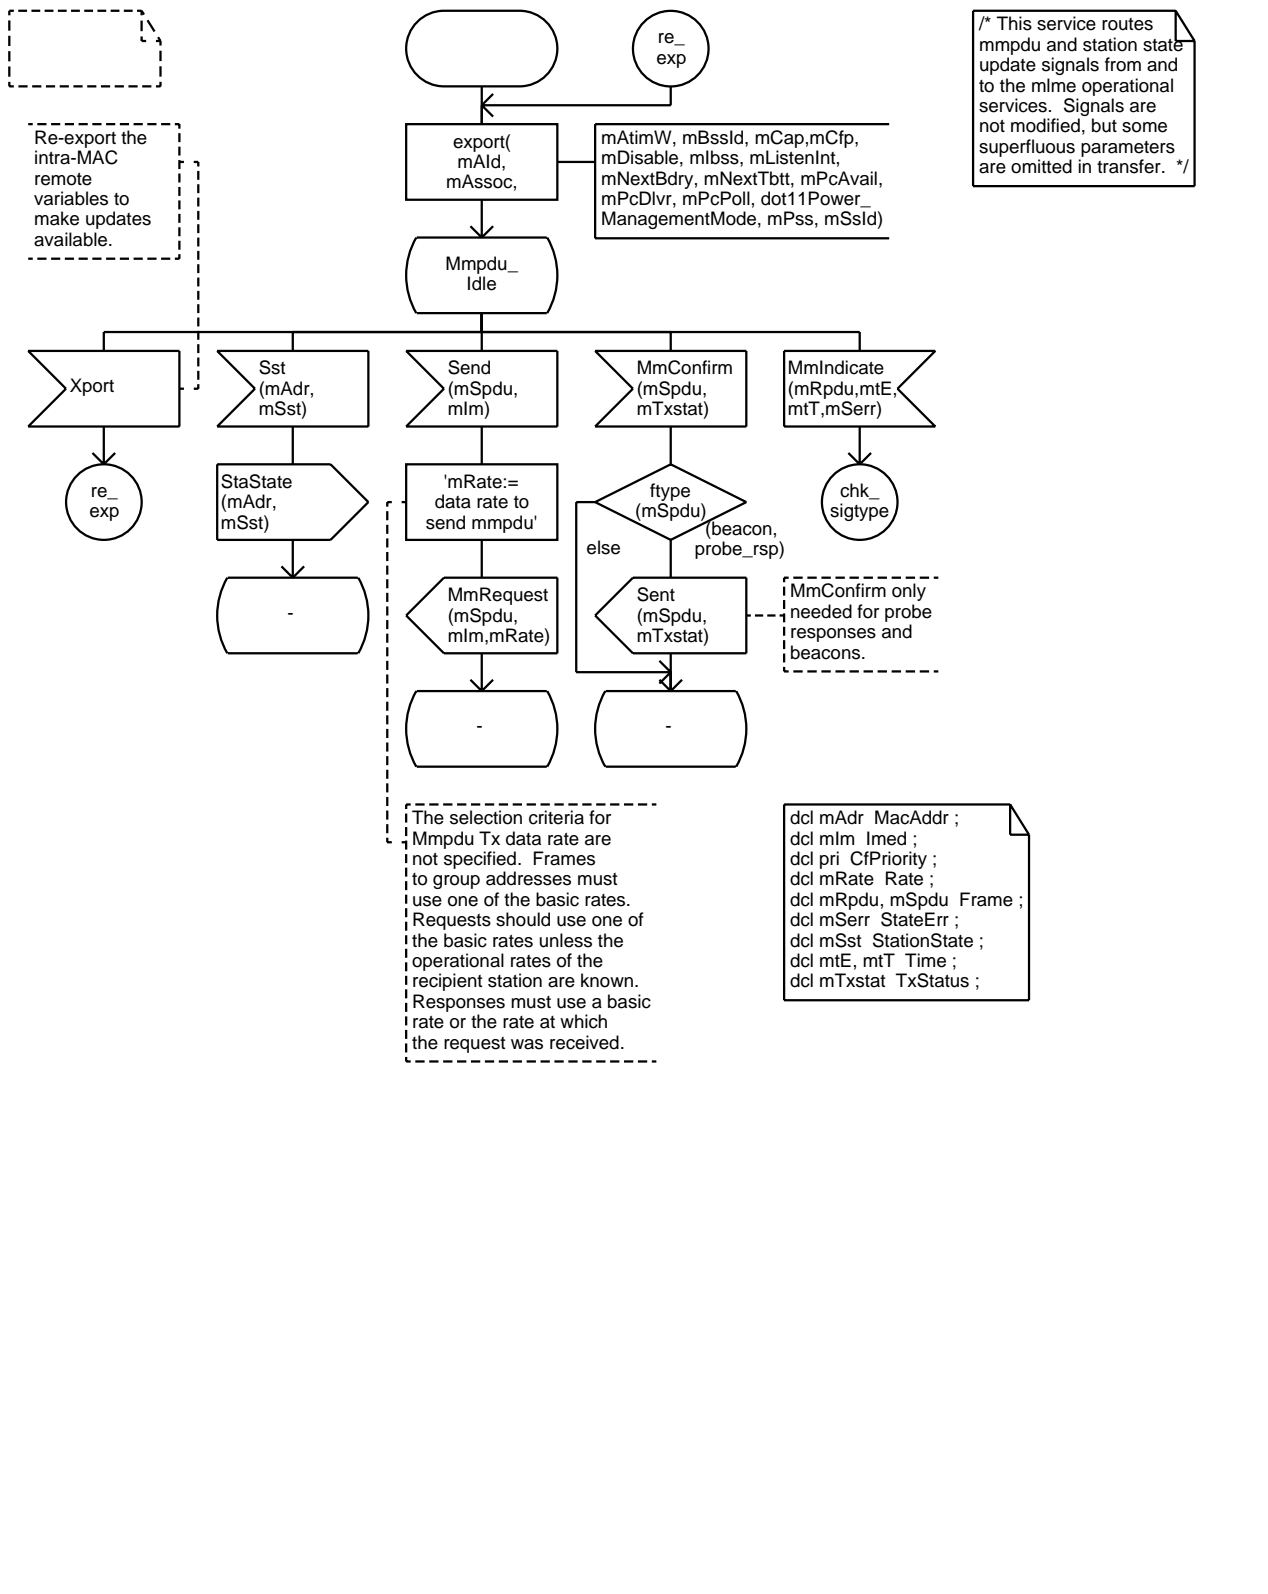 re_
exp
/* This service routes
mmpdu and station state
update signals from and
to the mlme operational
services.  Signals are
not modified, but some
superfluous parameters
are omitted in transfer.  */
Re-export the
intra-MAC
remote
variables to
make updates
available.
export(
mAId,
mAssoc,
mAtimW, mBssId, mCap,mCfp,
mDisable, mIbss, mListenInt,
mNextBdry, mNextTbtt, mPcAvail,
mPcDlvr, mPcPoll, dot11Power_
ManagementMode, mPss, mSsId)
Mmpdu_
Idle
Xport
Sst
(mAdr,
mSst)
Send
(mSpdu,
mIm)
MmConfirm
(mSpdu,
mTxstat)
MmIndicate
(mRpdu,mtE,
mtT,mSerr)
re_
exp
StaState
(mAdr,
mSst)
'mRate:=
data rate to
send mmpdu'
ftype
(mSpdu)
else
(beacon,
probe_rsp)
chk_
sigtype
-
MmRequest
(mSpdu,
mIm,mRate)
Sent
(mSpdu,
mTxstat)
MmConfirm only
needed for probe
responses and
beacons.
-
-
The selection criteria for
Mmpdu Tx data rate are
not specified.  Frames
to group addresses must
use one of the basic rates.
Requests should use one of
the basic rates unless the
operational rates of the
recipient station are known.
Responses must use a basic
rate or the rate at which
the request was received.
dcl mAdr  MacAddr ;
dcl mIm  Imed ;
dcl pri  CfPriority ;
dcl mRate  Rate ;
dcl mRpdu, mSpdu  Frame ;
dcl mSerr  StateErr ;
dcl mSst  StationState ;
dcl mtE, mtT  Time ;
dcl mTxstat  TxStatus ;